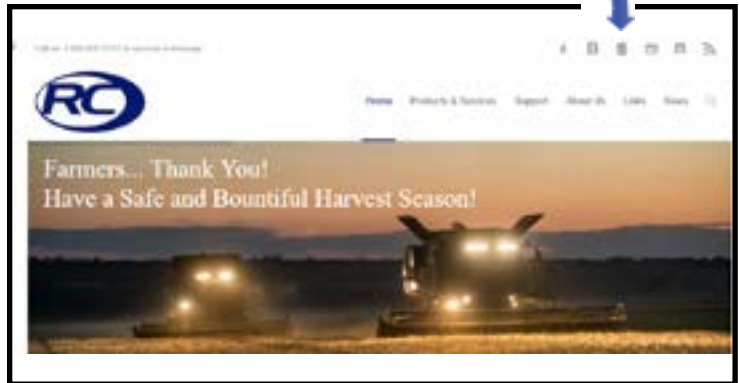 RC
Home Products & Services Support About Us Links News
Farmers... Thank You!
Have a Safe and Bountiful Harvest Season!